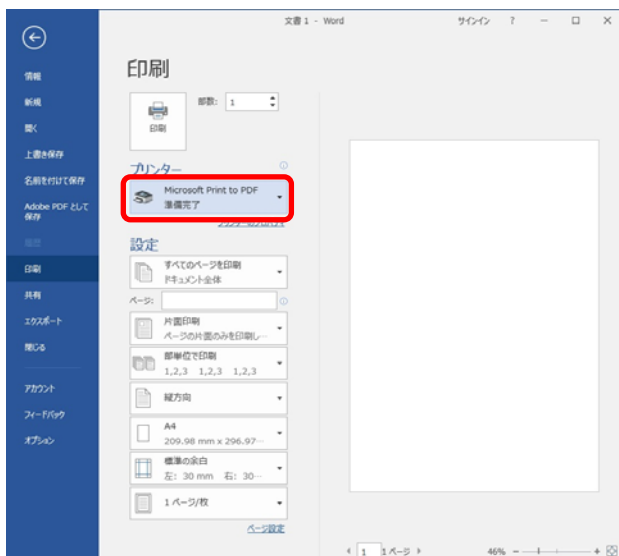 文書 1 - Word
サインイン ?
情報
新規
開く
上書き保存
名前を付けて保存
Adobe PDF として
保存
履歴
印刷
共有
エクスポート
閉じる
アカウント
フィードバック
オプション
印刷
部数: 1
印刷
プリンター
Microsoft Print to PDF
準備完了
プリンターのプロパティ
設定
すべてのページを印刷
ドキュメント全体
ページ:
片面印刷
ページの片面のみを印刷し…
部単位で印刷
1,2,3 1,2,3 1,2,3
縦方向
A4
209.98 mm x 296.97…
標準の余白
左: 30 mm 右: 30…
1 ページ/枚
ページ設定
1 1 ページ
46%